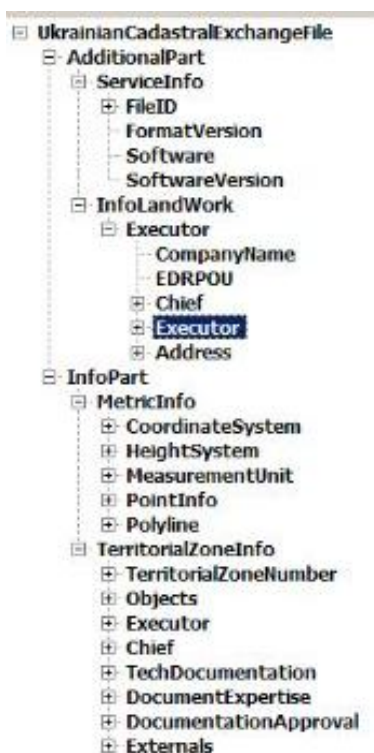 UkrainianCadastralExchangeFile
AdditionalPart
ServiceInfo
FileID
FormatVersion
Software
SoftwareVersion
InfoLandWork
Executor
CompanyName
EDRPOU
Chief
Executor
Address
InfoPart
MetricInfo
CoordinateSystem
HeightSystem
MeasurementUnit
PointInfo
Polyline
TerritorialZoneInfo
TerritorialZoneNumber
Objects
Executor
Chief
TechDocumentation
DocumentExpertise
DocumentationApproval
Externals